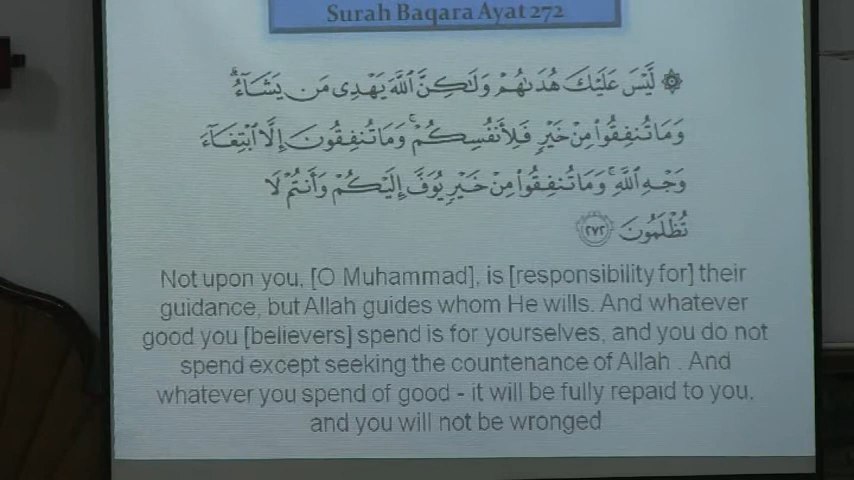 Surah Baqara Ayat 272
۞ لَّيْسَ عَلَيْكَ هُدَىٰهُمْ وَلَـٰكِنَّ ٱللَّهَ يَهْدِى مَن يَشَآءُ ۗ
وَمَا تُنفِقُوا۟ مِنْ خَيْرٍ فَلِأَنفُسِكُمْ ۚ وَمَا تُنفِقُونَ إِلَّا ٱبْتِغَآءَ
وَجْهِ ٱللَّهِ ۚ وَمَا تُنفِقُوا۟ مِنْ خَيْرٍ يُوَفَّ إِلَيْكُمْ وَأَنتُمْ لَا
تُظْلَمُونَ ٢٧٢
Not upon you, [O Muhammad], is [responsibility for] their
guidance, but Allah guides whom He wills. And whatever
good you [believers] spend is for yourselves, and you do not
spend except seeking the countenance of Allah . And
whatever you spend of good - it will be fully repaid to you,
and you will not be wronged